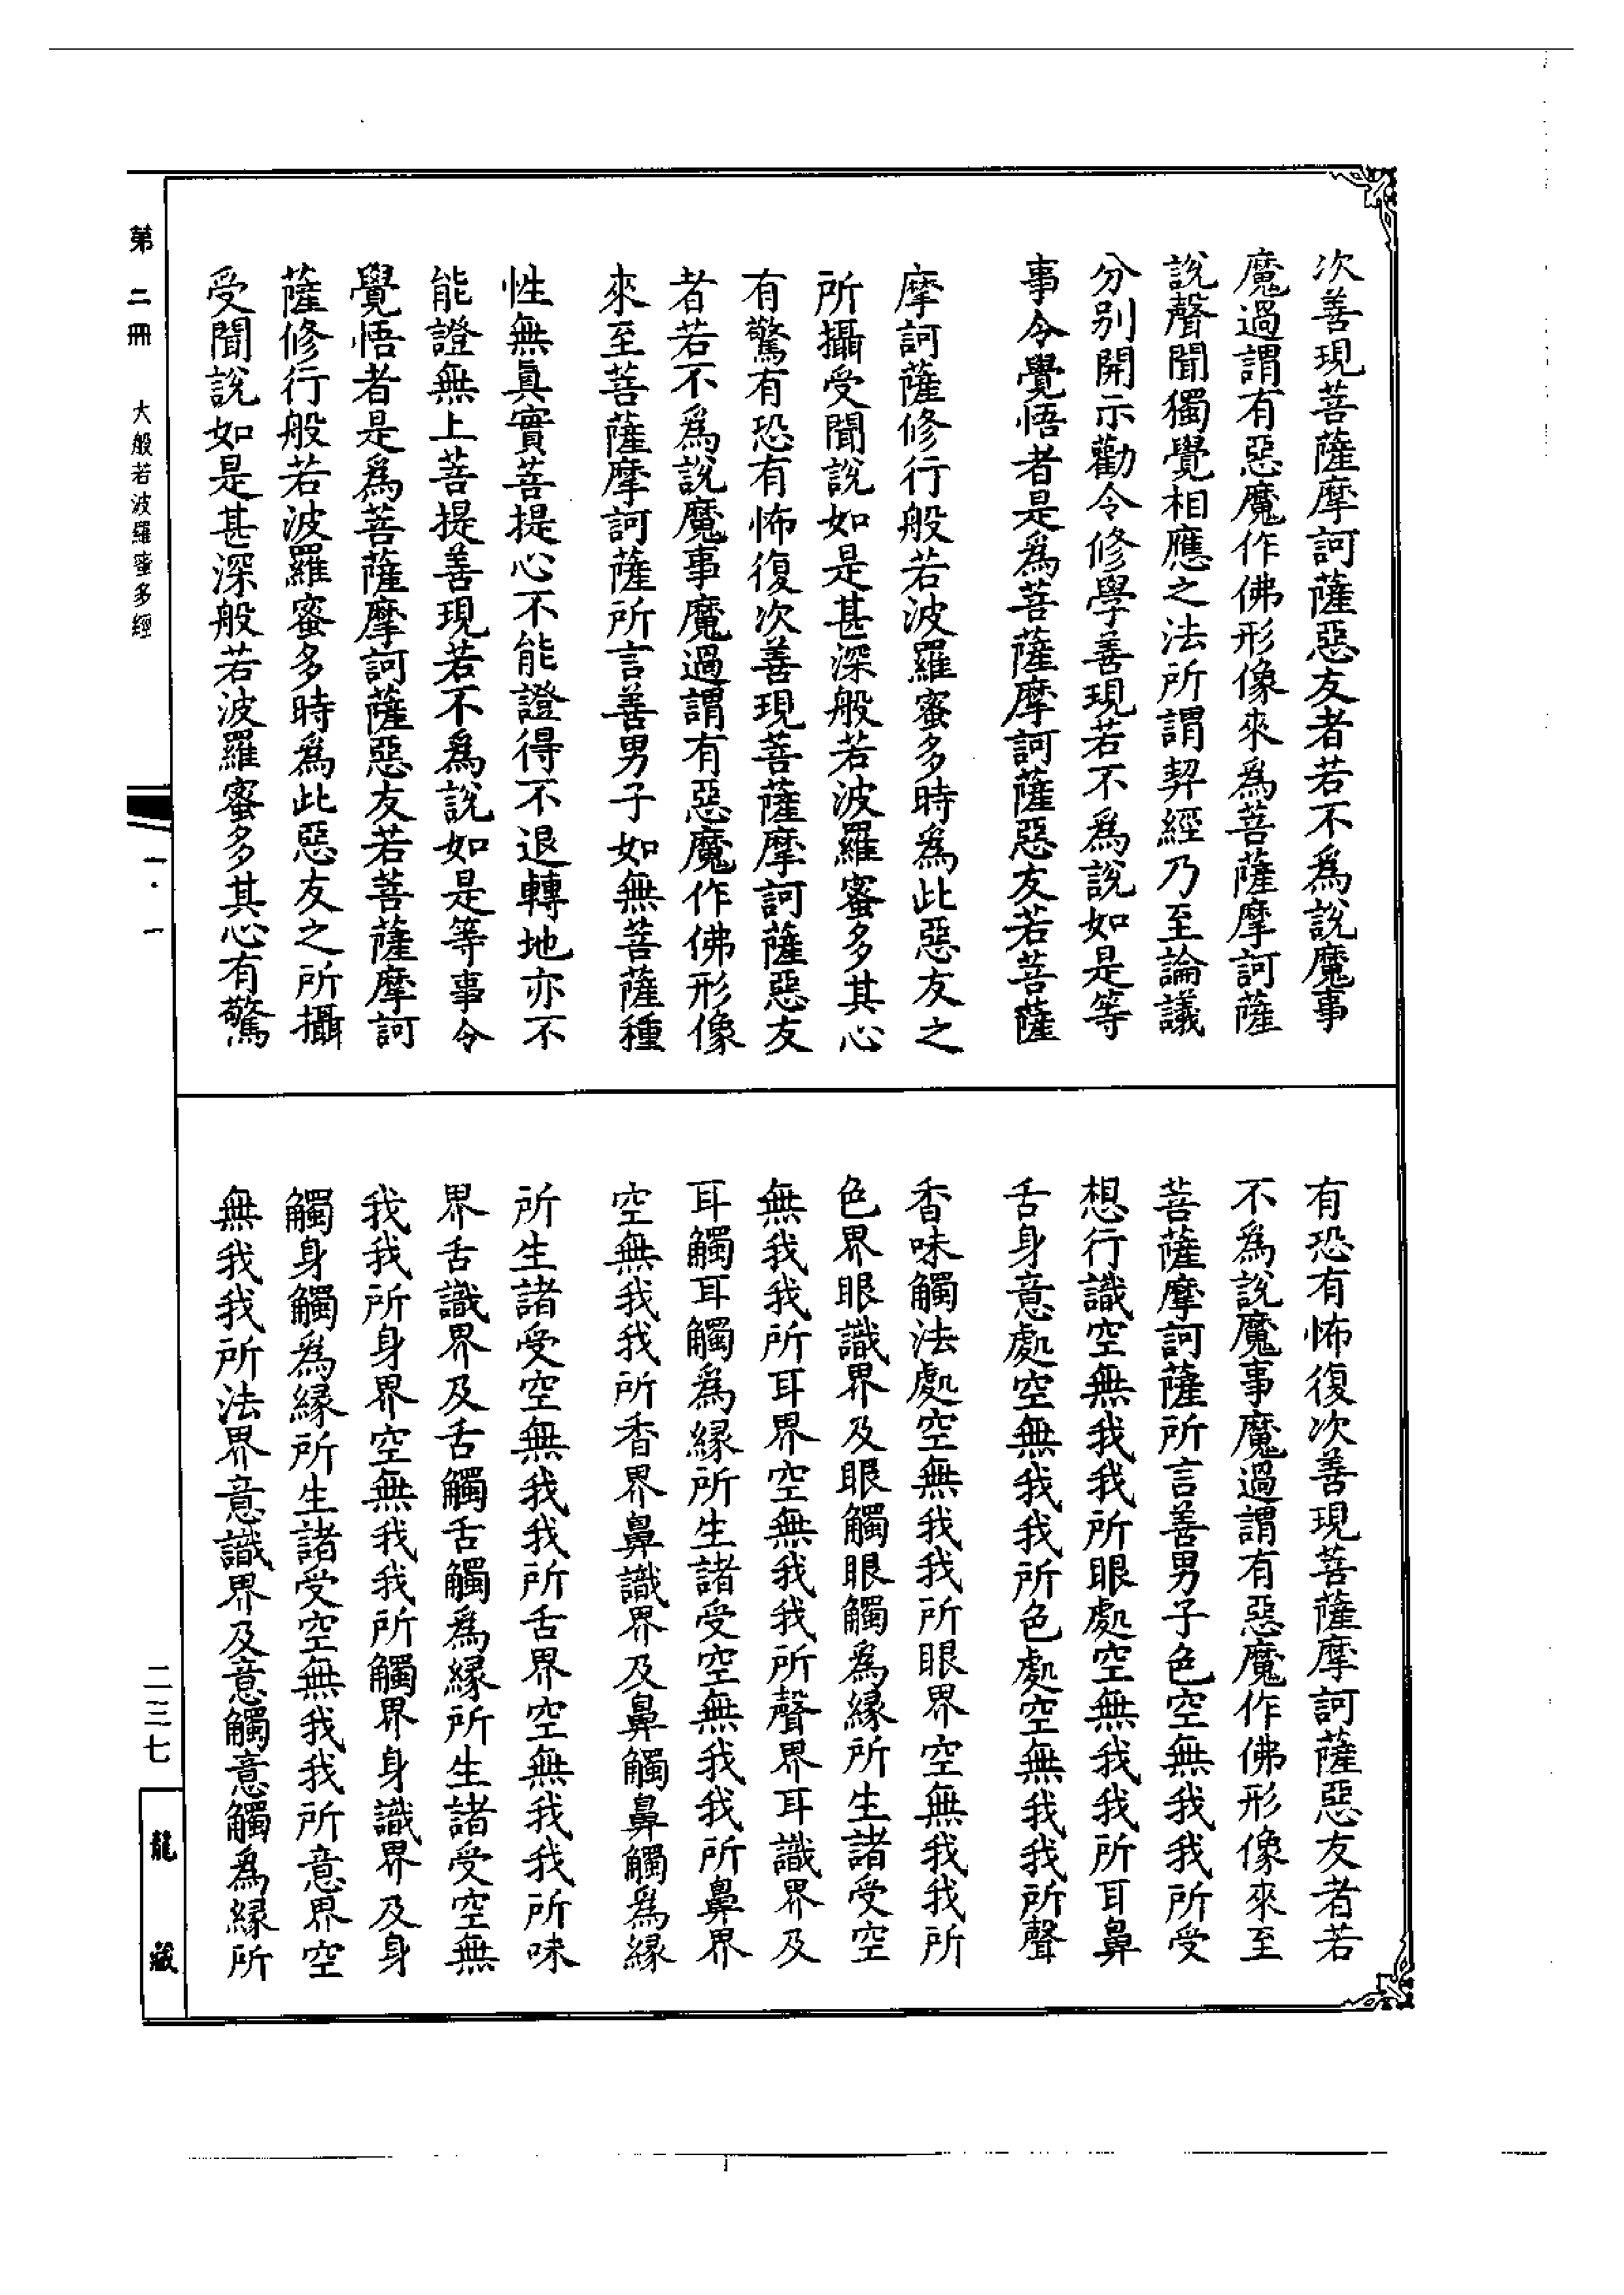 次善現菩薩摩訶薩惡友者若不爲說魔事
魔過謂有惡魔作佛形像來爲菩薩摩訶薩
說聲聞獨覺相應之法所謂契經乃至論議
分别開示勸令修學善現若不爲說如是等
事令覺悟者是爲菩薩摩訶薩惡友若菩薩
摩訶薩修行般若波羅蜜多時爲此惡友之
所攝受聞說如是甚深般若波羅蜜多其心
有驚有恐有怖復次善現菩薩摩訶薩惡友
者若不爲說魔事魔過謂有惡魔作佛形像
來至菩薩摩訶薩所言善男子如無菩薩種
性無眞實菩提心不能證得不退轉地亦不
能證無上菩提善現若不爲說如是等事令
覺悟者是爲菩薩摩訶薩惡友若菩薩摩訶
薩修行般若波羅蜜多時爲此惡友之所攝
受聞說如是甚深般若波羅蜜多其心有驚
有恐有怖復次善現菩薩摩訶薩惡友者若
不爲說魔事魔過謂有惡魔作佛形像來至
菩薩摩訶薩所言善男子色空無我我所受
想行識空無我我所眼處空無我我所耳鼻
舌身意處空無我我所色處空無我我所聲
香味觸法處空無我我所眼界空無我我所
色界眼識界及眼觸眼觸爲縁所生諸受空
無我我所耳界空無我我所聲界耳識界及
耳觸耳觸爲縁所生諸受空無我我所鼻界
空無我我所香界鼻識界及鼻觸鼻觸爲縁
所生諸受空無我我所舌界空無我我所味
界舌識界及舌觸舌觸爲縁所生諸受空無
我我所身界空無我我所觸界身識界及身
觸身觸爲縁所生諸受空無我我所意界空
無我我所法界意識界及意觸意觸爲縁所
第二冊 大般若波羅蜜多經
一·一
二三七
龍藏